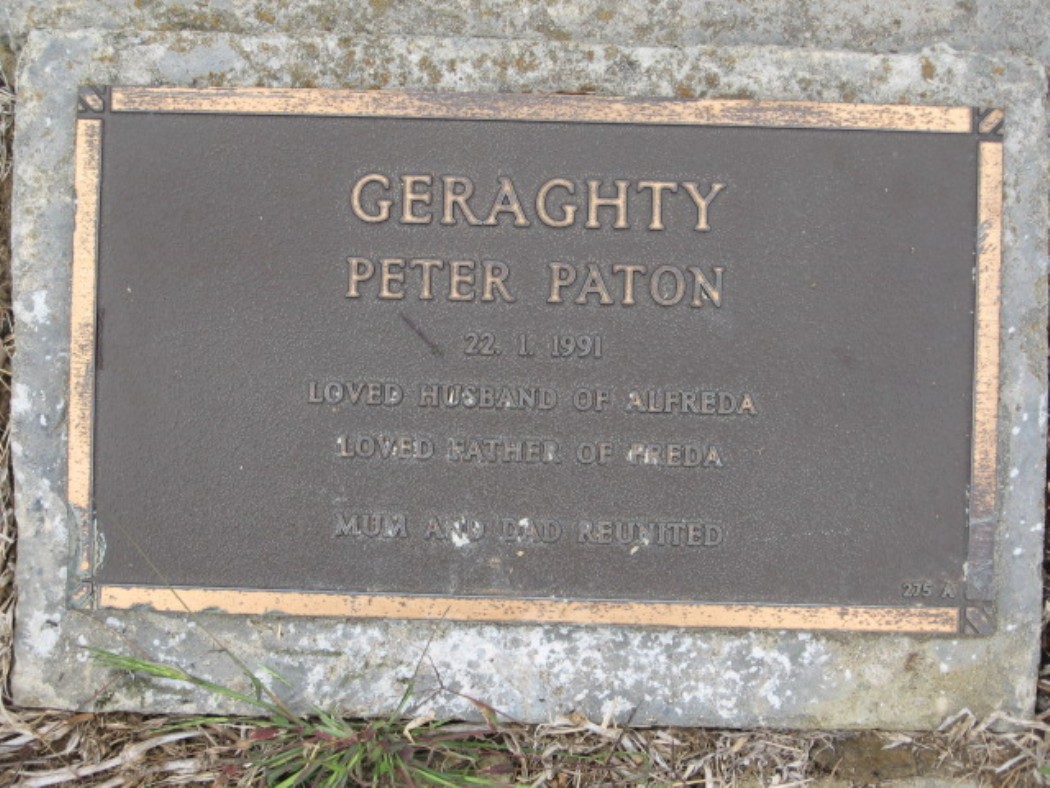 GERAGHTY
PETER PATON
22. 1. 1991
LOVED HUSBAND OF ALFREDA
LOVED FATHER OF FREDA
MUM AND DAD REUNITED
275 A